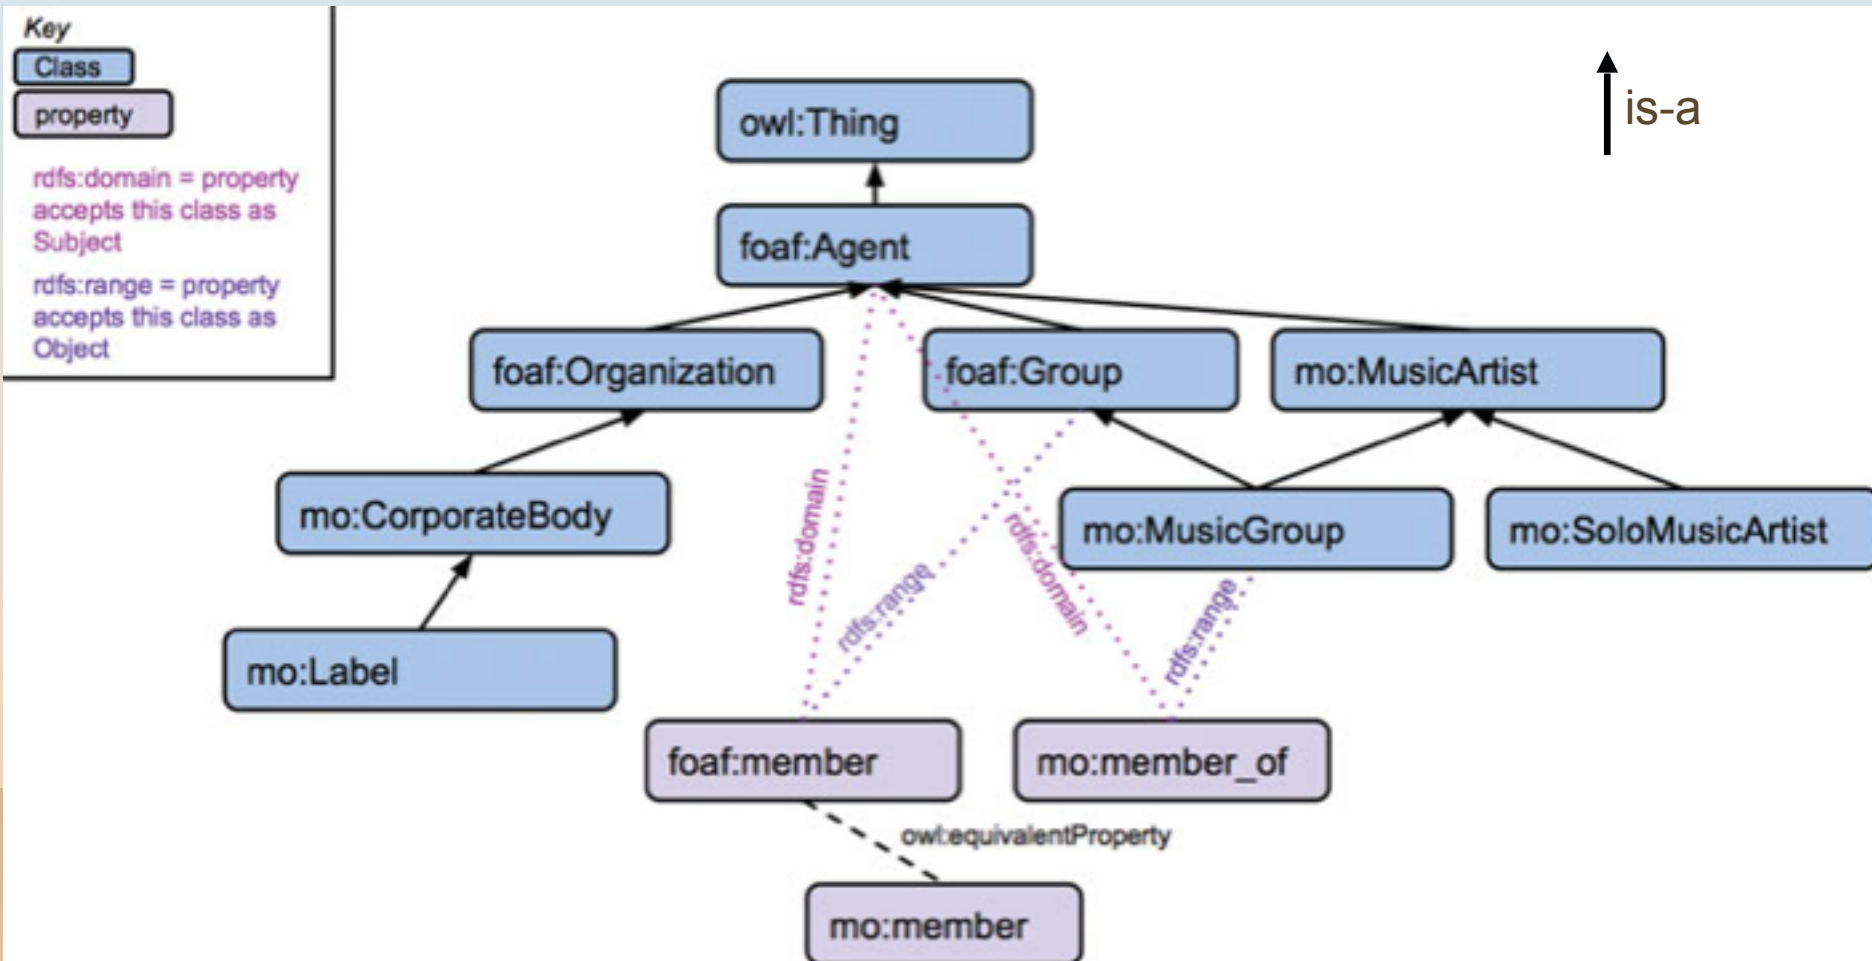 Key
Class
property
rdfs:domain = property
accepts this class as
Subject
rdfs:range = property
accepts this class as
Object
is-a
owl:Thing
foaf:Agent
foaf:Organization
foaf:Group
mo:MusicArtist
mo:CorporateBody
mo:MusicGroup
mo:SoloMusicArtist
rdfs:domain
rdfs:range
rdfs:domain
rdfs:range
mo:Label
foaf:member
mo:member_of
owl:equivalentProperty
mo:member